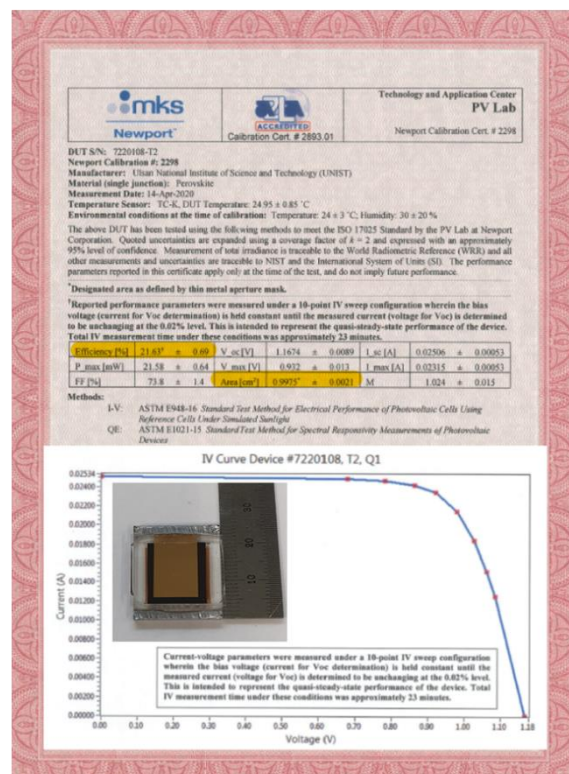 mks
Newport™
ACCREDITED
Calibration Cert. # 2893.01
Technology and Application Center
PV Lab
Newport Calibration Cert. # 2298
DUT S/N: 7220108-T2
Newport Calibration #: 2298
Manufacturer: Ulsan National Institute of Science and Technology (UNIST)
Material (single junction): Perovskite
Measurement Date: 14-Apr-2020
Temperature Sensor: TC-K, DUT Temperature: 24.95 ± 0.85 °C
Environmental conditions at the time of calibration: Temperature: 24 ± 3 °C; Humidity: 30 ± 20 %
The above DUT has been tested using the following methods to meet the ISO 17025 Standard by the PV Lab at Newport
Corporation. Quoted uncertainties are expanded using a coverage factor of k = 2 and expressed with an approximately
95% level of confidence. Measurement of total irradiance is traceable to the World Radiometric Reference (WRR) and all
other measurements and uncertainties are traceable to NIST and the International System of Units (SI). The performance
parameters reported in this certificate apply only at the time of the test, and do not imply future performance.
*Designated area as defined by thin metal aperture mask.
†Reported performance parameters were measured under a 10-point IV sweep configuration wherein the bias
voltage (current for Voc determination) is held constant until the measured current (voltage for Voc) is determined
to be unchanging at the 0.02% level. This is intended to represent the quasi-steady-state performance of the device.
Total IV measurement time under these conditions was approximately 23 minutes.
Efficiency [%] 21.63† ± 0.69 V_oc [V] 1.1674 ± 0.0089 I_sc [A] 0.02506 ± 0.00053
P_max [mW] 21.58 ± 0.64 V_max [V] 0.932 ± 0.013 I_max [A] 0.02315 ± 0.00053
FF [%] 73.8 ± 1.4 Area [cm²] 0.9975* ± 0.0021 M 1.024 ± 0.015
Methods:
I-V: ASTM E948-16 Standard Test Method for Electrical Performance of Photovoltaic Cells Using
Reference Cells Under Simulated Sunlight
QE: ASTM E1021-15 Standard Test Method for Spectral Responsivity Measurements of Photovoltaic
Devices
IV Curve Device #7220108, T2, Q1
0.02534
0.02400
0.02200
0.02000
0.01800
0.01600
0.01400
0.01200
0.01000
0.00800
0.00600
0.00400
0.00200
0.00000
Current (A)
30
20
10
Current-voltage parameters were measured under a 10-point IV sweep configuration
wherein the bias voltage (current for Voc determination) is held constant until the
measured current (voltage for Voc) is determined to be unchanging at the 0.02% level.
This is intended to represent the quasi-steady-state performance of the device. Total
IV measurement time under these conditions was approximately 23 minutes.
0.00 0.10 0.20 0.30 0.40 0.50 0.60 0.70 0.80 0.90 1.00 1.10 1.18
Voltage (V)